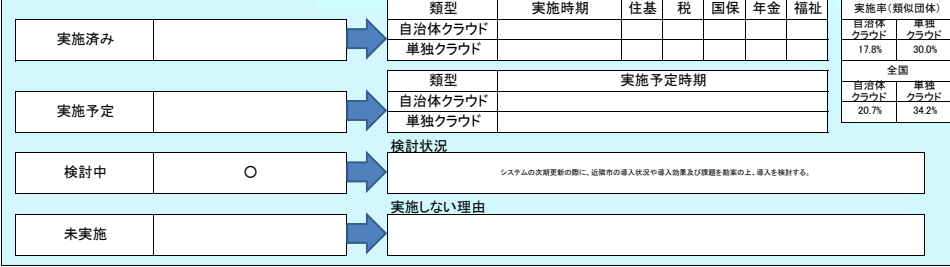 類型 実施時期 住基 税 国保 年金 福祉
実施済み
自治体クラウド
単独クラウド
実施率(類似団体)
自治体クラウド 単独クラウド
17.8% 30.0%
全国
自治体クラウド 単独クラウド
20.7% 34.2%
類型 実施予定時期
実施予定
自治体クラウド
単独クラウド
検討状況
検討中 〇
システムの次期更新の際に、近隣市の導入状況や導入効果及び課題を勘案の上、導入を検討する。
実施しない理由
未実施